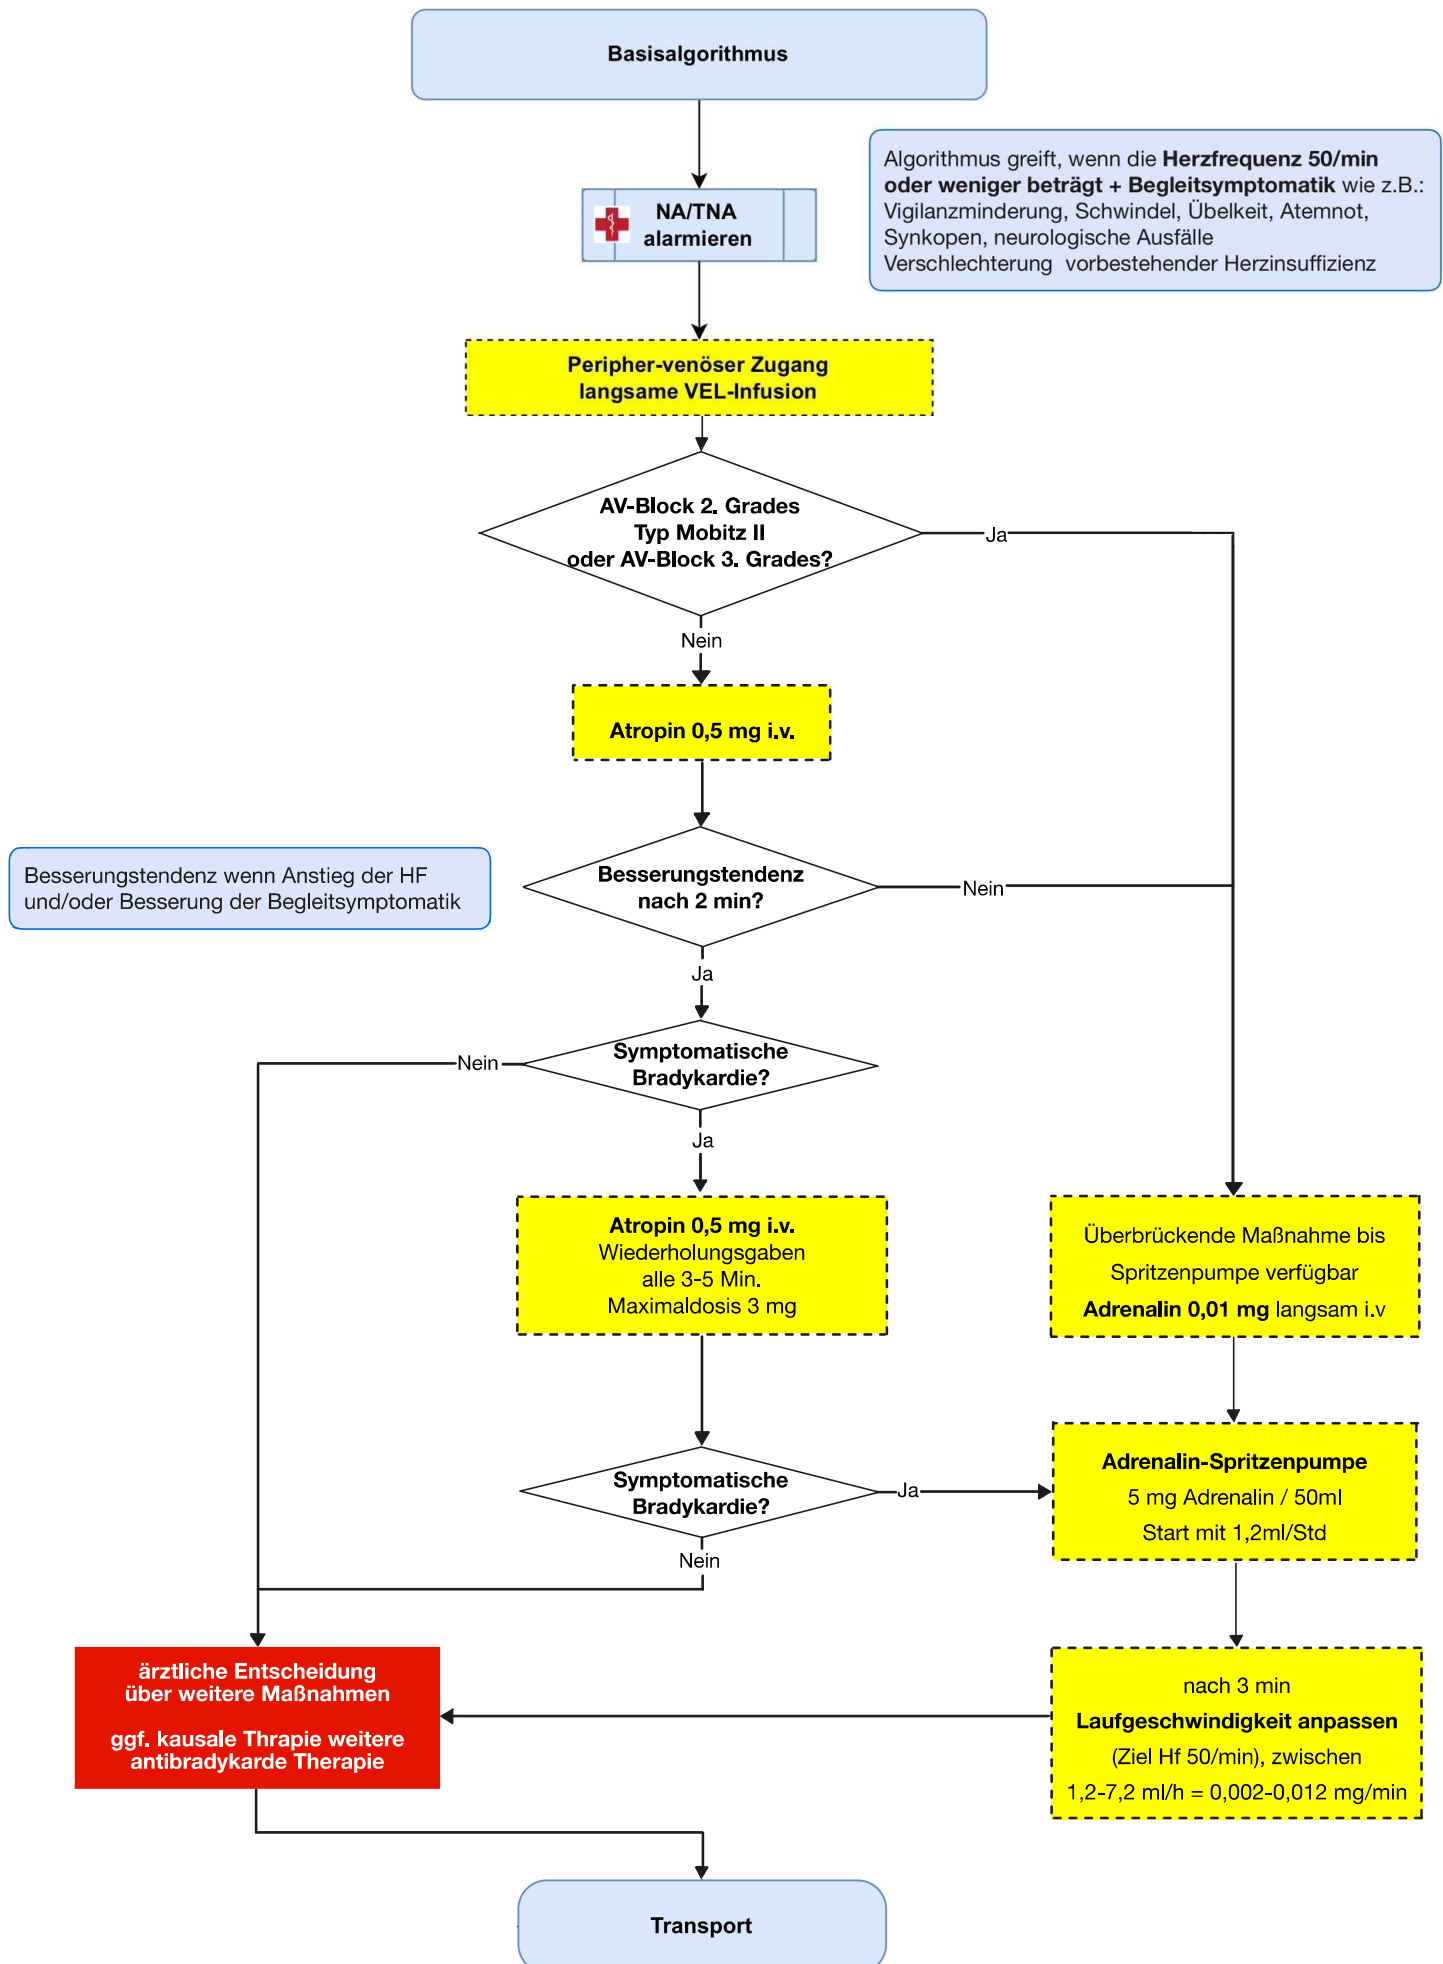 Basisalgorithmus
Algorithmus greift, wenn die Herzfrequenz 50/min
oder weniger beträgt + Begleitsymptomatik wie z.B.:
Vigilanzminderung, Schwindel, Übelkeit, Atemnot,
Synkopen, neurologische Ausfälle
Verschlechterung vorbestehender Herzinsuffizienz
NA/TNA
alarmieren
Peripher-venöser Zugang
langsame VEL-Infusion
AV-Block 2. Grades
Typ Mobitz II
oder AV-Block 3. Grades?
Ja
Nein
Atropin 0,5 mg i.v.
Besserungstendenz
nach 2 min?
Nein
Besserungstendenz wenn Anstieg der HF
und/oder Besserung der Begleitsymptomatik
Ja
Symptomatische
Bradykardie?
Nein
Ja
Atropin 0,5 mg i.v.
Wiederholungsgaben
alle 3-5 Min.
Maximaldosis 3 mg
Überbrückende Maßnahme bis
Spritzenpumpe verfügbar
Adrenalin 0,01 mg langsam i.v
Symptomatische
Bradykardie?
Ja
Nein
Adrenalin-Spritzenpumpe
5 mg Adrenalin / 50ml
Start mit 1,2ml/Std
ärztliche Entscheidung
über weitere Maßnahmen
ggf. kausale Thrapie weitere
antibradykarde Therapie
nach 3 min
Laufgeschwindigkeit anpassen
(Ziel Hf 50/min), zwischen
1,2-7,2 ml/h = 0,002-0,012 mg/min
Transport